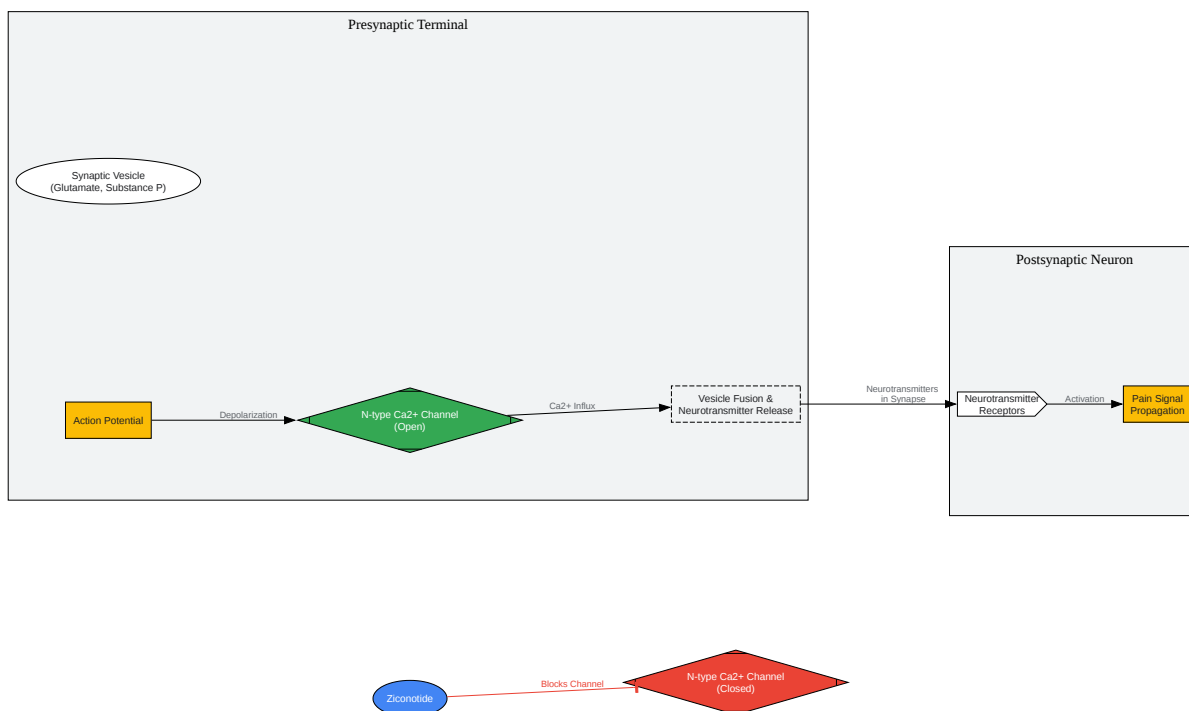 Presynaptic Terminal
Synaptic Vesicle
(Glutamate, Substance P)
Postsynaptic Neuron
Action Potential
Depolarization
N-type Ca2+ Channel
(Open)
Ca2+ Influx
Vesicle Fusion &
Neurotransmitter Release
Neurotransmitters
in Synapse
Neurotransmitter
Receptors
Activation
Pain Signal
Propagation
Ziconotide
Blocks Channel
N-type Ca2+ Channel
(Closed)